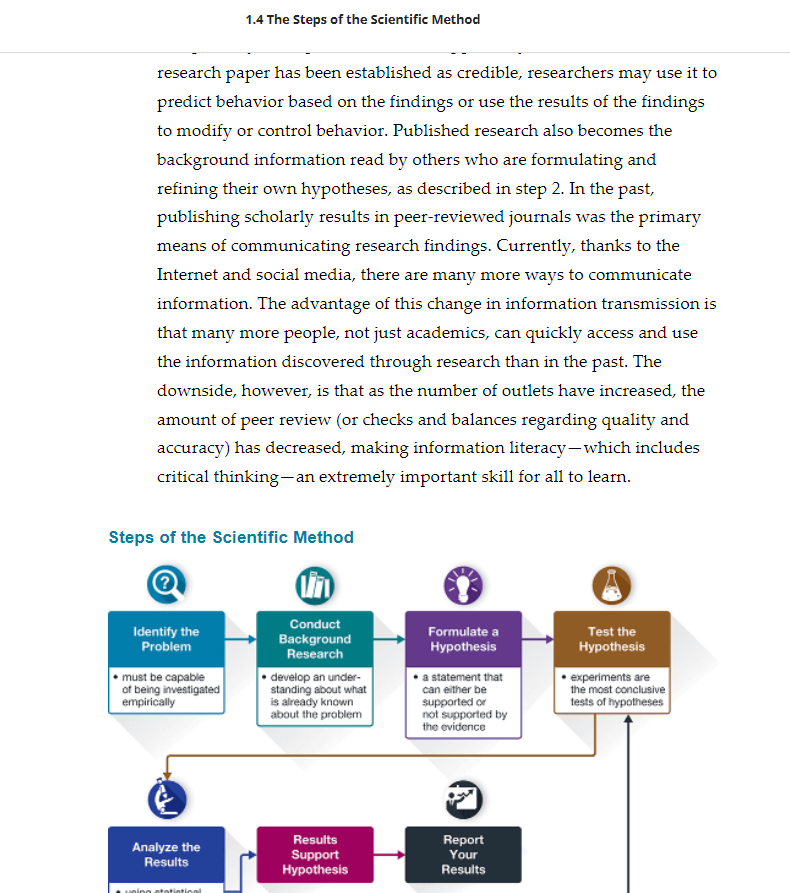 1.4 The Steps of the Scientific Method
research paper has been established as credible, researchers may use it to
predict behavior based on the findings or use the results of the findings
to modify or control behavior. Published research also becomes the
background information read by others who are formulating and
refining their own hypotheses, as described in step 2. In the past,
publishing scholarly results in peer-reviewed journals was the primary
means of communicating research findings. Currently, thanks to the
Internet and social media, there are many more ways to communicate
information. The advantage of this change in information transmission is
that many more people, not just academics, can quickly access and use
the information discovered through research than in the past. The
downside, however, is that as the number of outlets have increased, the
amount of peer review (or checks and balances regarding quality and
accuracy) has decreased, making information literacy—which includes
critical thinking—an extremely important skill for all to learn.
Steps of the Scientific Method
Identify the
Problem
• must be capable
of being investigated
empirically
Conduct
Background
Research
• develop an under-
standing about what
is already known
about the problem
Formulate a
Hypothesis
• a statement that
can either be
supported or
not supported by
the evidence
Test the
Hypothesis
• experiments are
the most conclusive
tests of hypotheses
Analyze the
Results
Results
Support
Hypothesis
Report
Your
Results